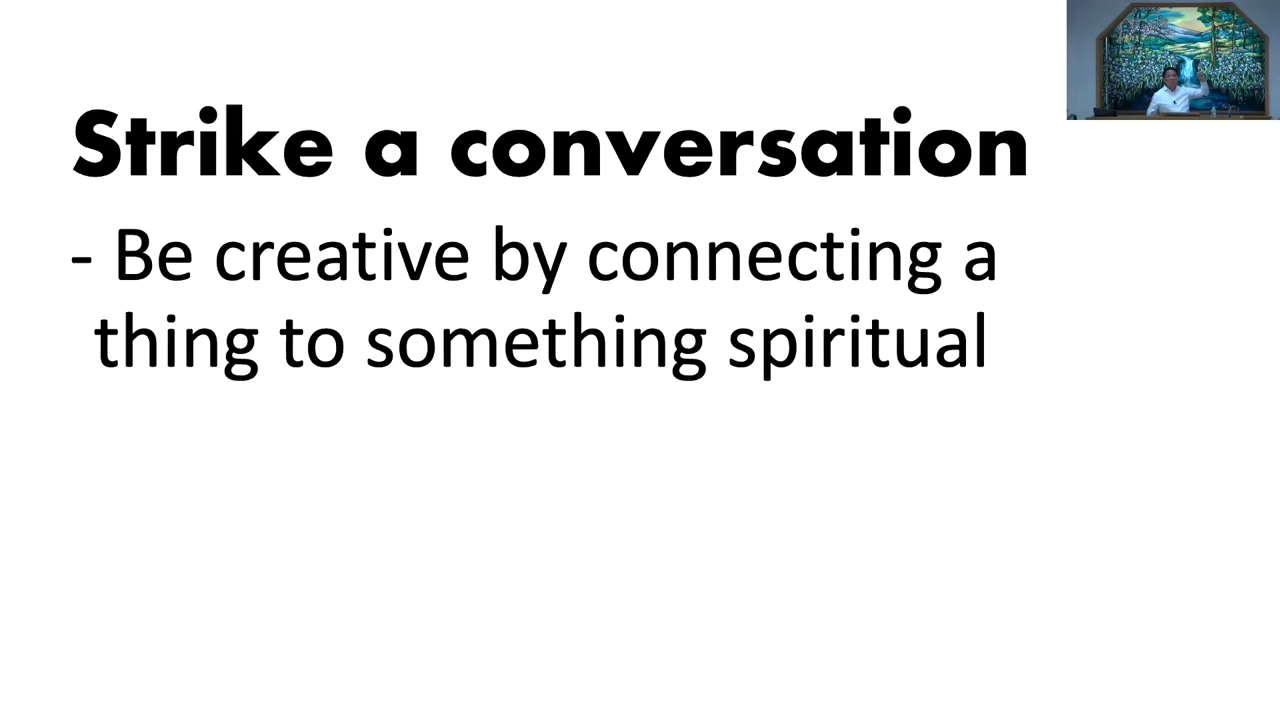 Strike a conversation
- Be creative by connecting a
thing to something spiritual